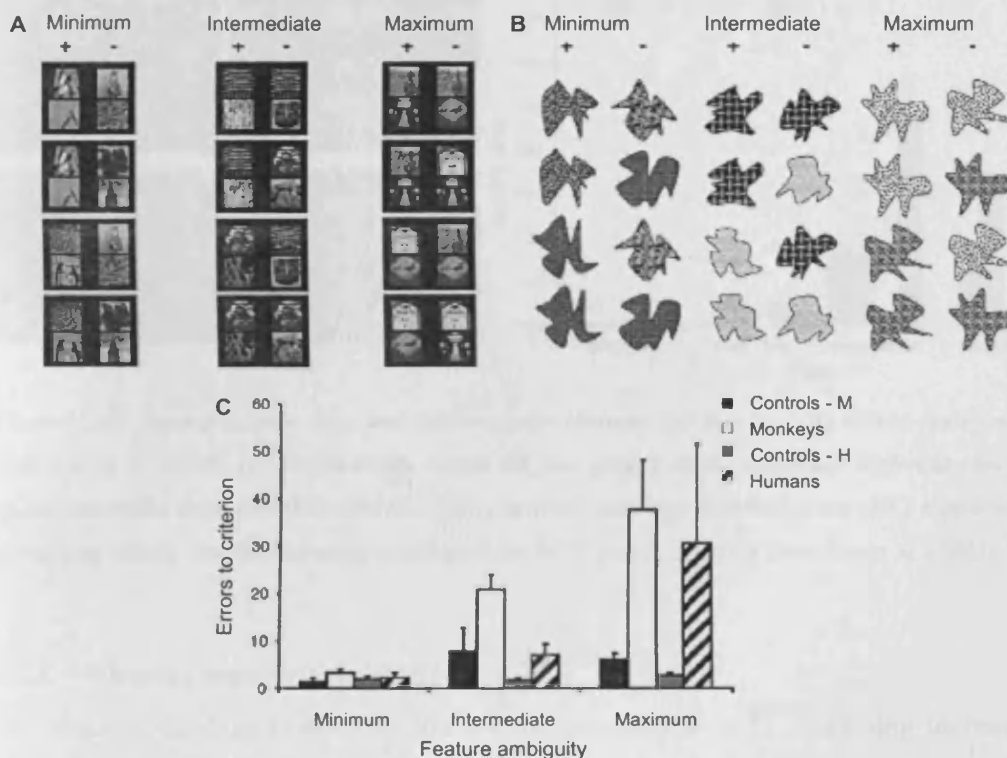 A Minimum Intermediate Maximum
+ - + - + -
B Minimum Intermediate Maximum
+ - + - + -
C
Controls - M
Monkeys
Controls - H
Humans
60
50
40
30
20
10
0
Errors to criterion
Minimum Intermediate Maximum
Feature ambiguity